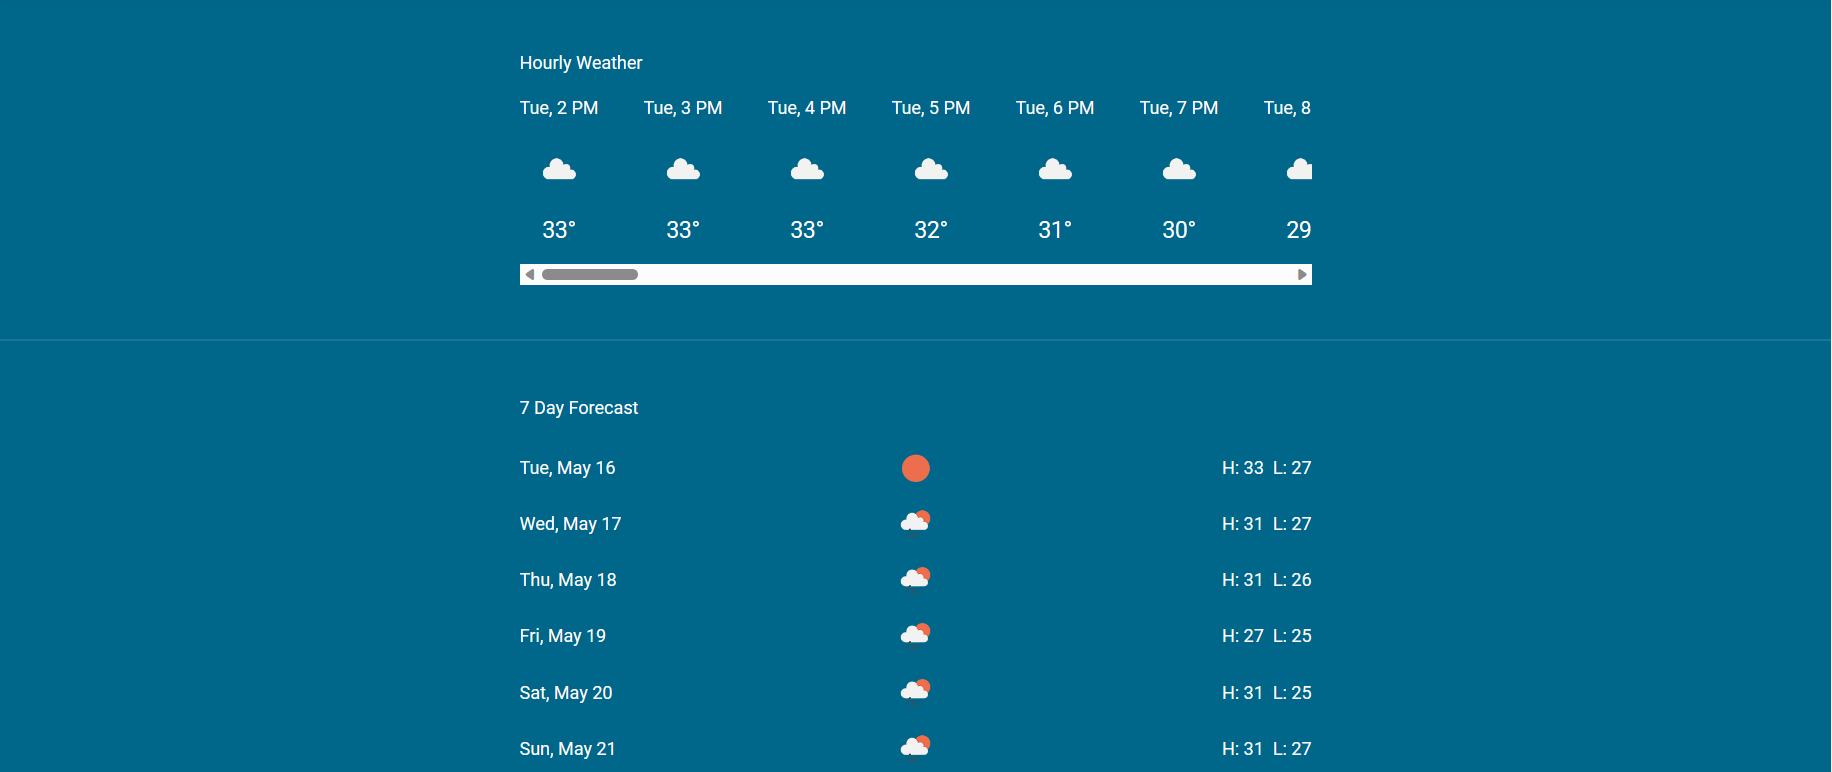 Hourly Weather
Tue, 2 PM Tue, 3 PM Tue, 4 PM Tue, 5 PM Tue, 6 PM Tue, 7 PM Tue, 8
33° 33° 33° 32° 31° 30° 29
7 Day Forecast
Tue, May 16 H: 33 L: 27
Wed, May 17 H: 31 L: 27
Thu, May 18 H: 31 L: 26
Fri, May 19 H: 27 L: 25
Sat, May 20 H: 31 L: 25
Sun, May 21 H: 31 L: 27